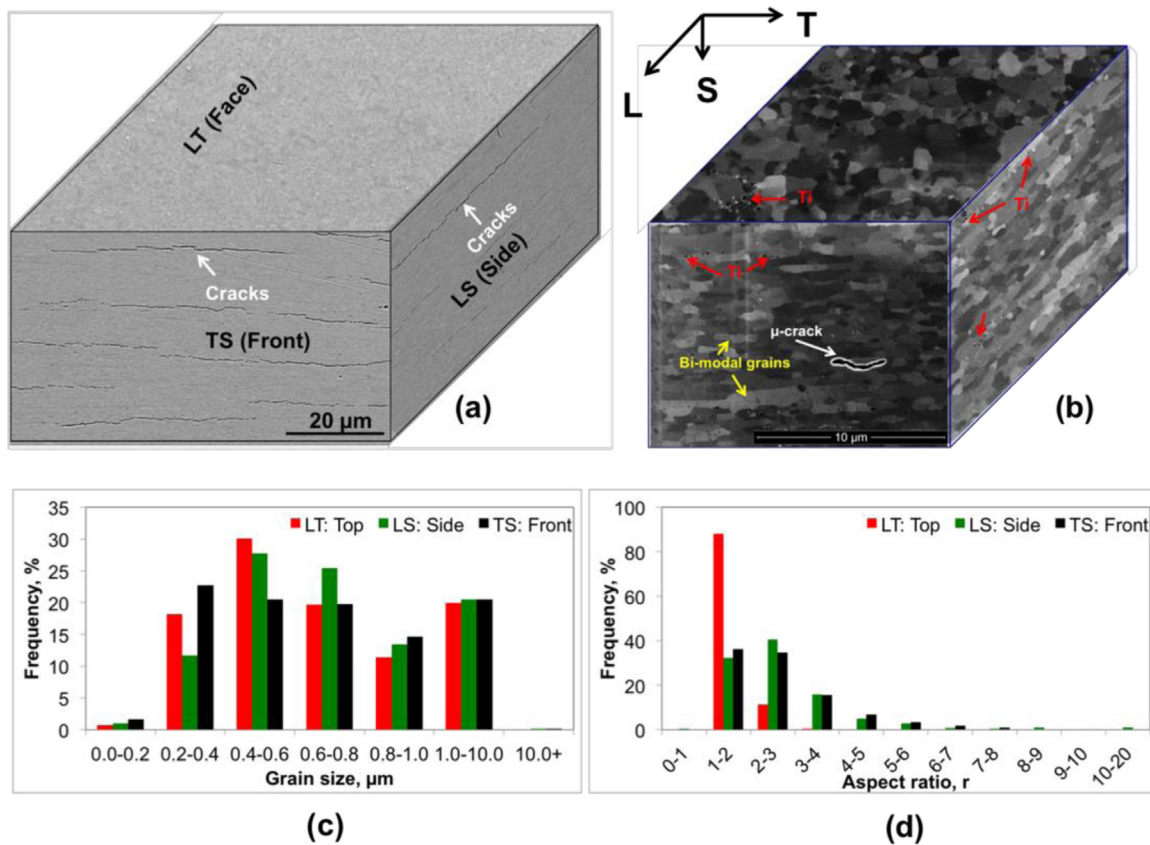 LT (Face)
Cracks
Cracks
TS (Front)
LS (Side)
20 µm
(a)
T
L
S
Ti
Ti
Ti
µ-crack
Bi-modal grains
10 µm
(b)
35
30
25
20
15
10
5
0
Frequency, %
LT: Top LS: Side TS: Front
0.0-0.2 0.2-0.4 0.4-0.6 0.6-0.8 0.8-1.0 1.0-10.0 10.0+
Grain size, µm
(c)
100
80
60
40
20
0
Frequency, %
LT: Top LS: Side TS: Front
0-1 1-2 2-3 3-4 4-5 5-6 6-7 7-8 8-9 9-10 10-20
Aspect ratio, r
(d)